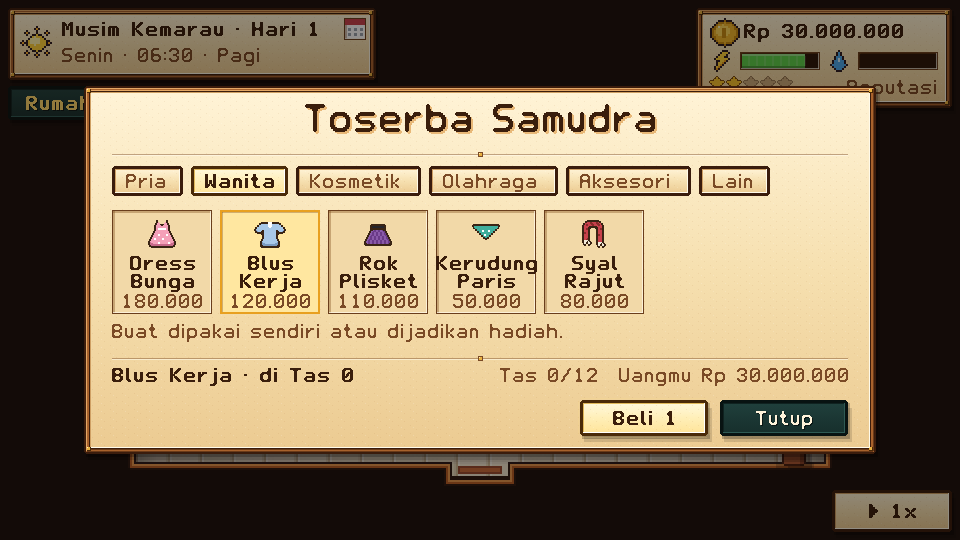 Musim Kemarau · Hari 1
Senin · 06:30 · Pagi
Rp 30.000.000
Toserba Samudra
Pria
Wanita
Kosmetik
Olahraga
Aksesori
Lain
Dress
Bunga
180.000
Blus
Kerja
120.000
Rok
Plisket
110.000
Kerudung
Paris
50.000
Syal
Rajut
80.000
Buat dipakai sendiri atau dijadikan hadiah.
Blus Kerja · di Tas 0
Tas 0/12 Uangmu Rp 30.000.000
Beli 1
Tutup
1x